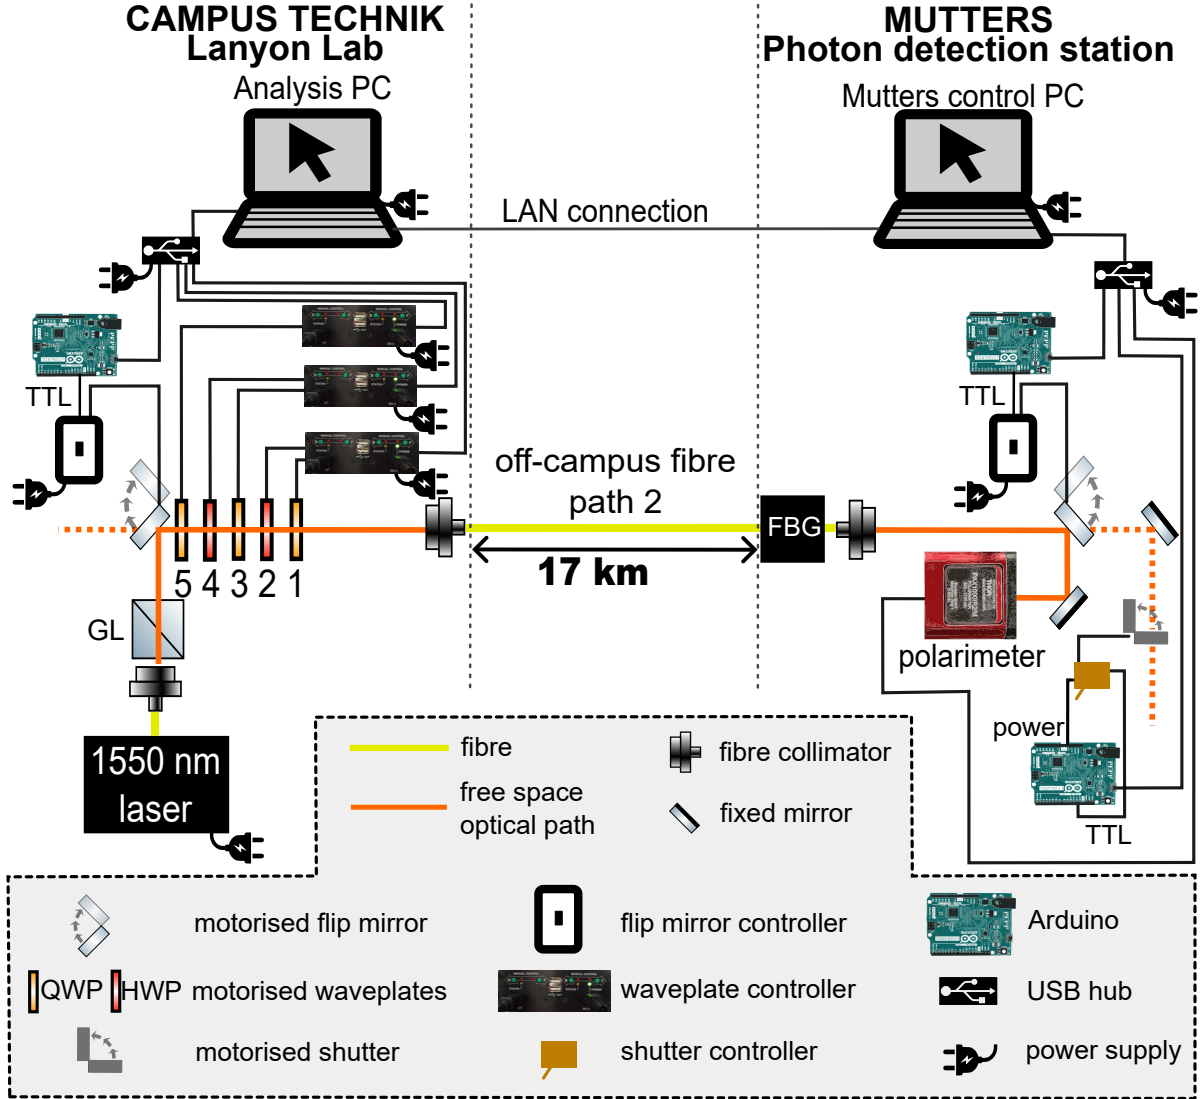 CAMPUS TECHNIK
Lanyon Lab
MUTTERS
Photon detection station
Analysis PC
Mutters control PC
LAN connection
TTL
TTL
off-campus fibre
path 2
FBG
17 km
5 4 3 2 1
GL
polarimeter
power
TTL
1550 nm
laser
fibre
fibre collimator
free space
optical path
fixed mirror
motorised flip mirror
flip mirror controller
Arduino
QWP HWP motorised waveplates
waveplate controller
USB hub
motorised shutter
shutter controller
power supply